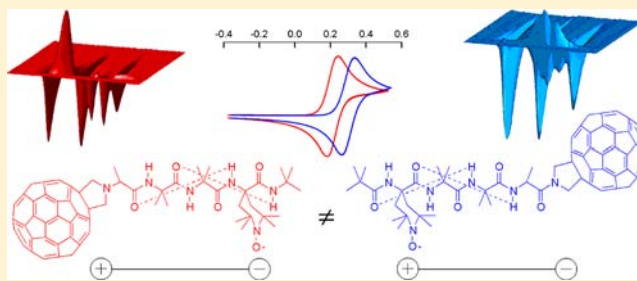 -0.4 -0.2 0.0 0.2 0.4 0.6
H O H O
N N N
O N O N
H H
N
O•
≠
O H O H O
N N N
N O N O
H H
N
O•
+ − + −